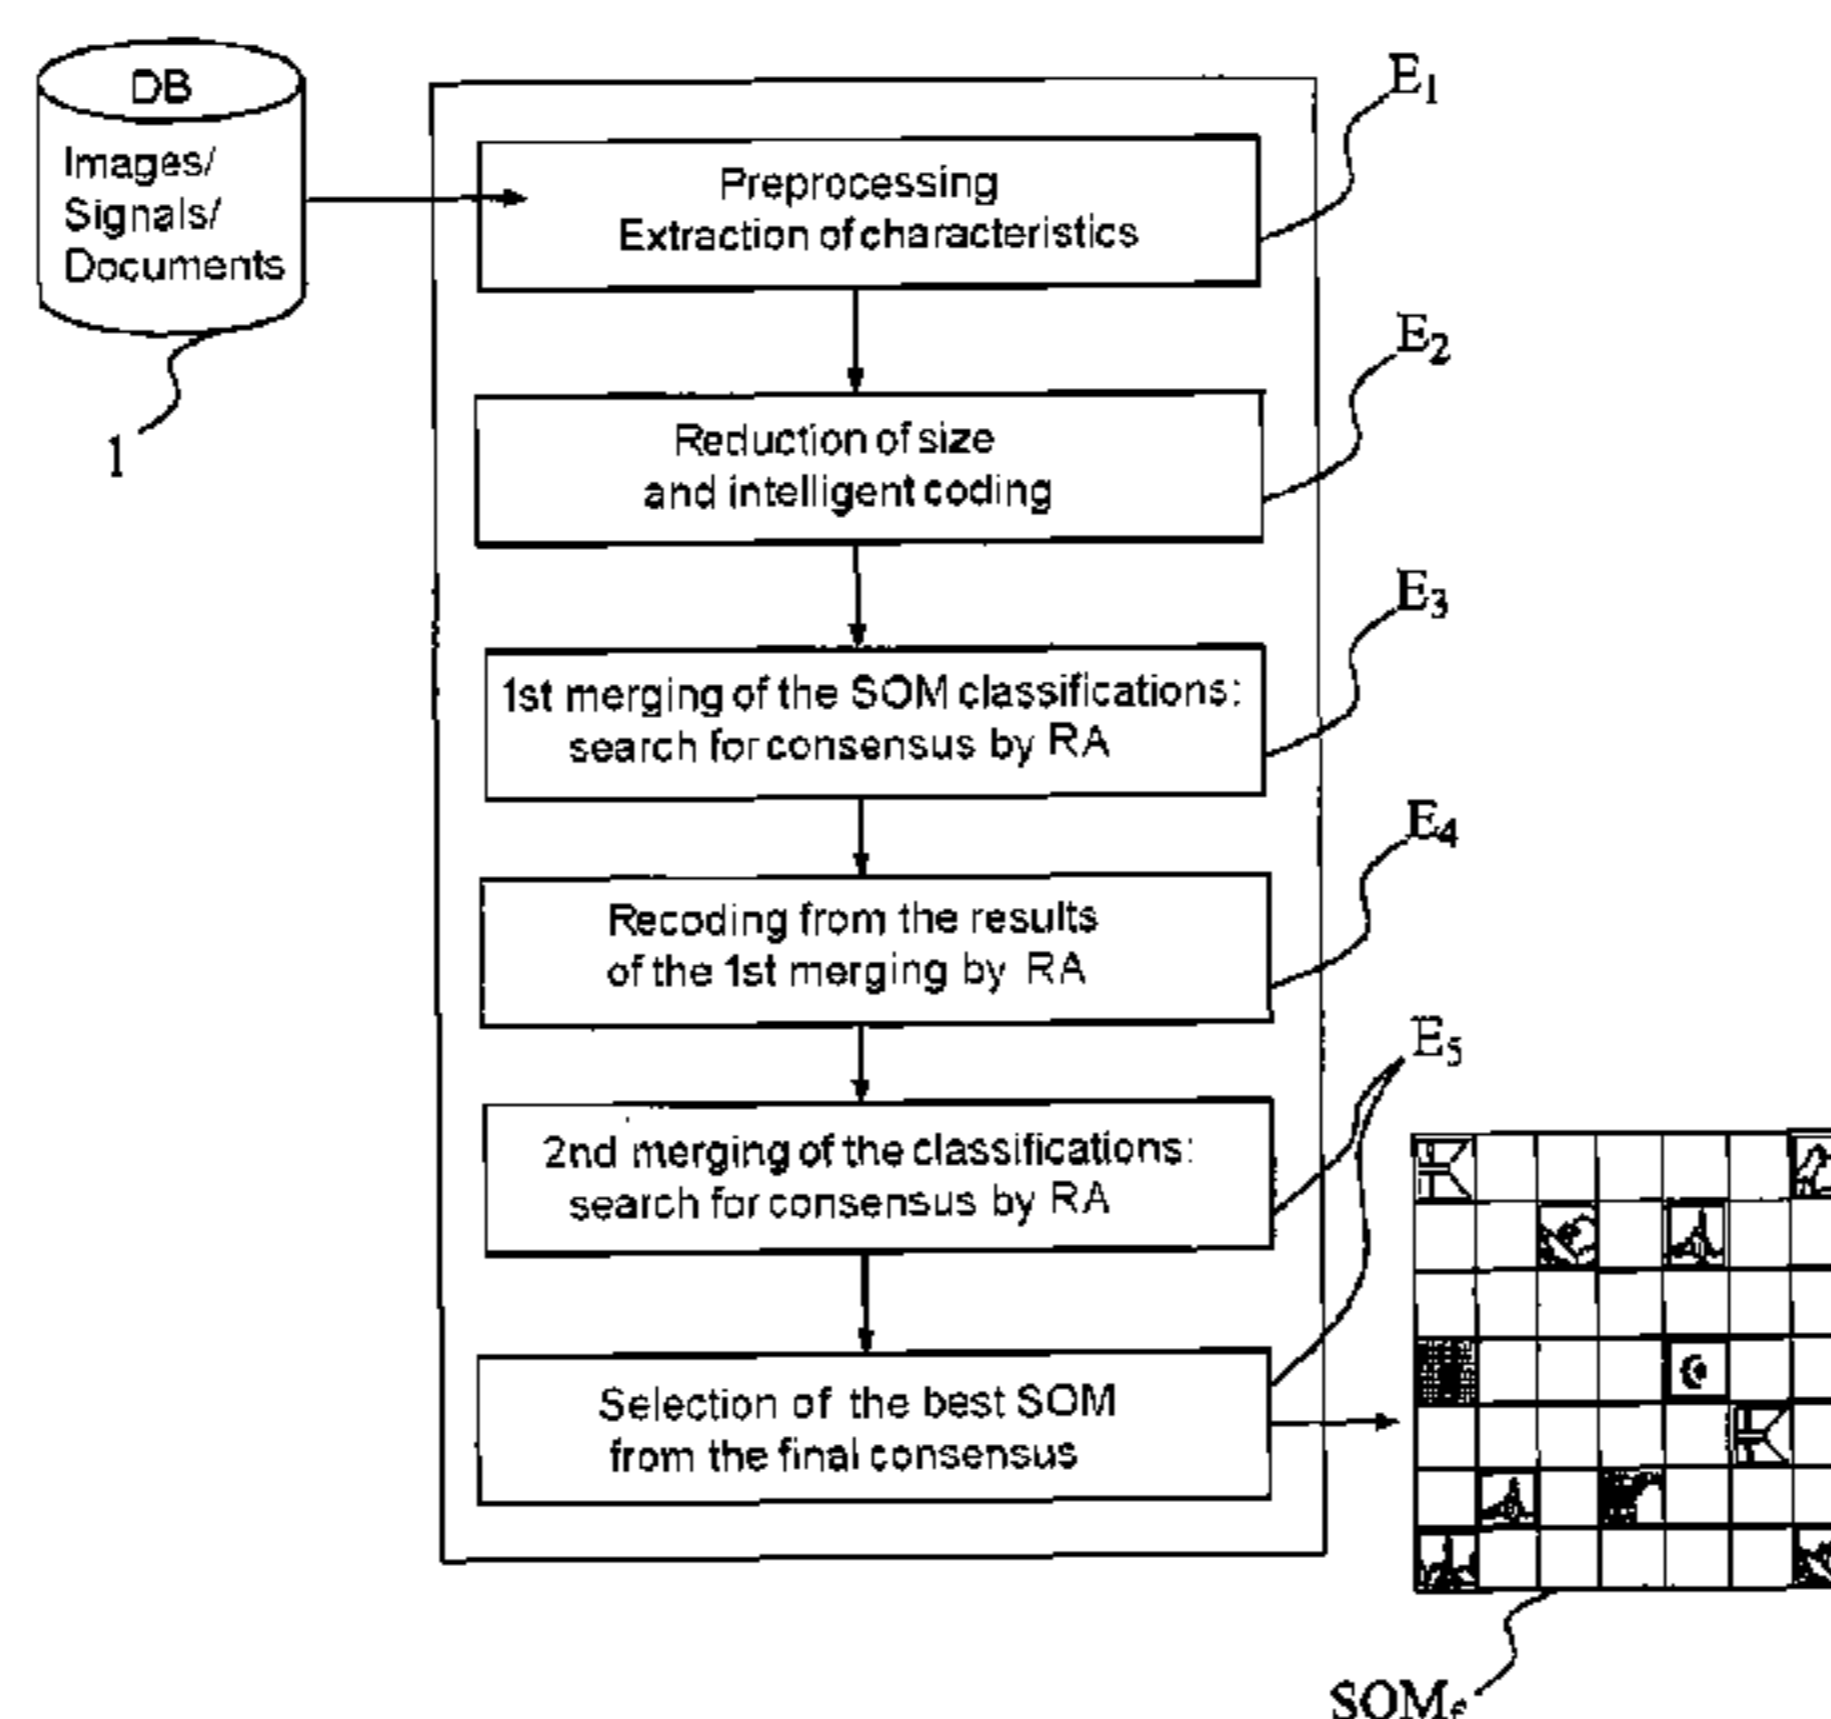 DB
Images/
Signals/
Documents
1
Preprocessing
Extraction of characteristics
E1
Reduction of size
and intelligent coding
E2
1st merging of the SOM classifications:
search for consensus by RA
E3
Recoding from the results
of the 1st merging by RA
E4
2nd merging of the classifications:
search for consensus by RA
E5
Selection of the best SOM
from the final consensus
SOMf